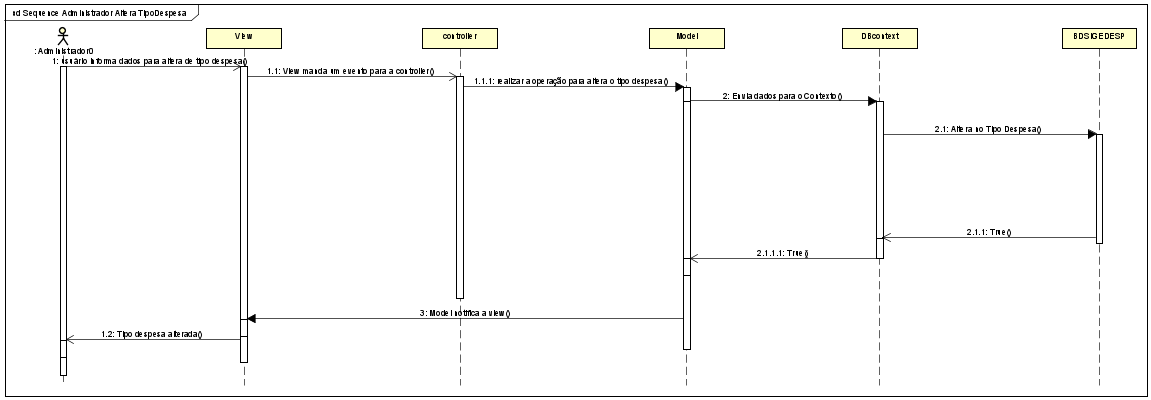 sd Sequence Administrador Altera TipoDespesa
View
controller
Model
DBcontext
BDSIGEDESP
: Administrador0
1: usuário informa dados para altera de tipo despesa()
1.1: View manda um evento para a controller()
1.1.1: realizar a operação para altera o tipo despesa()
2: Envia dados para o Contexto()
2.1: Altera no Tipo Despesa()
2.1.1: True()
2.1.1.1: True()
3: Model notifica a view()
1.2: Tipo despesa alterada()